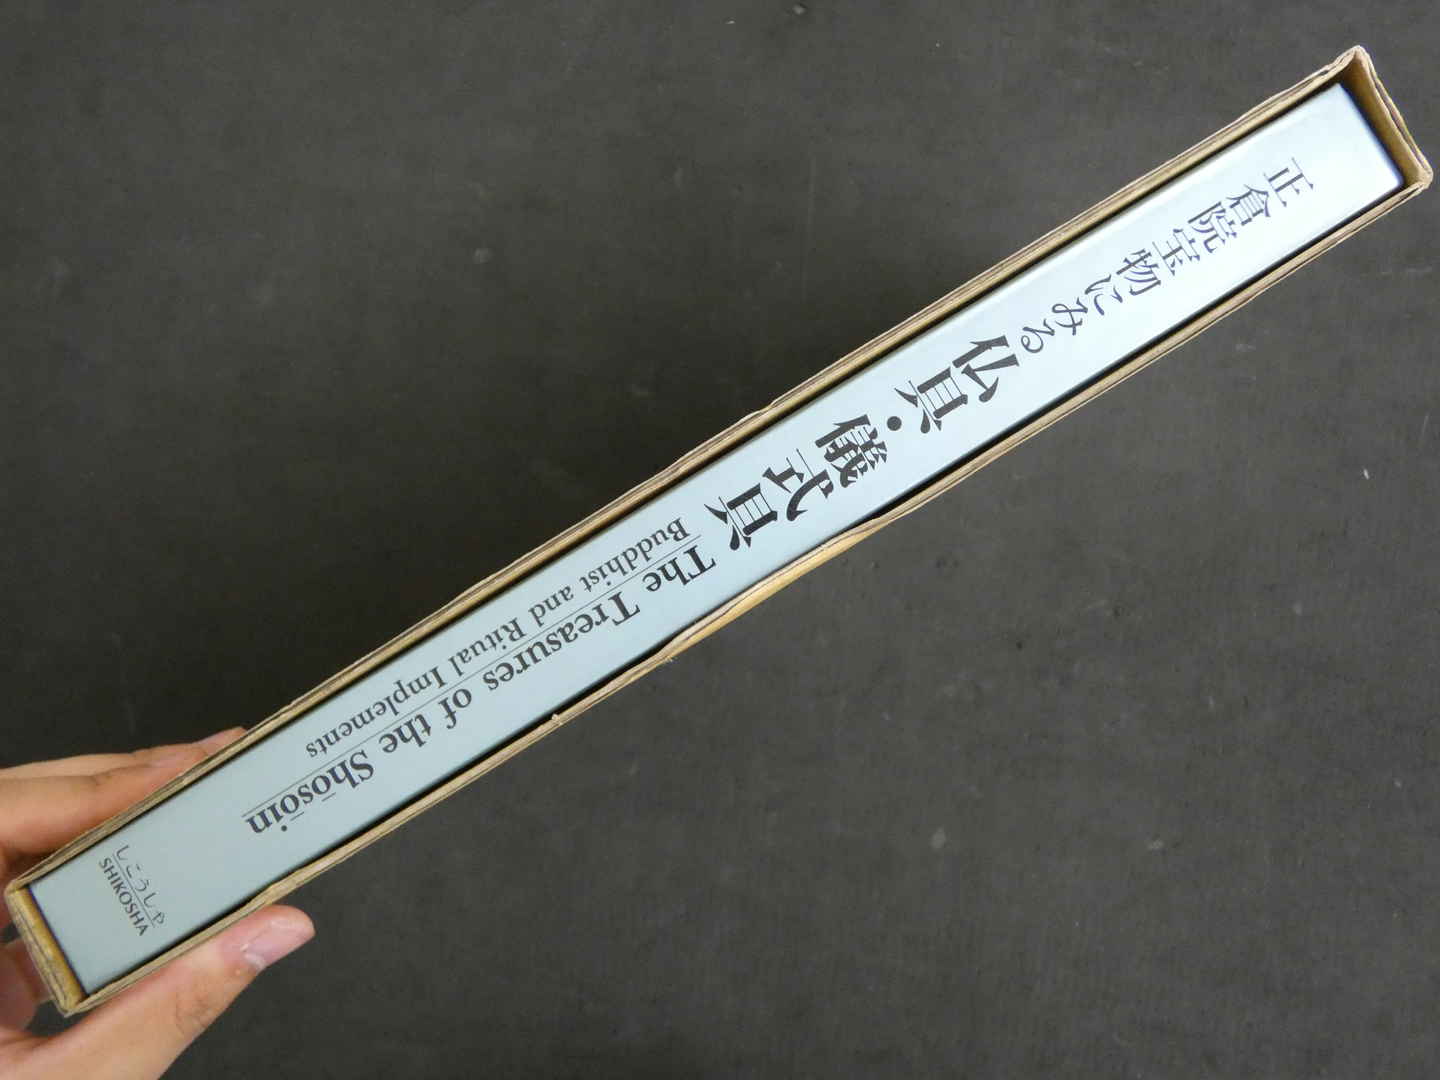 正倉院宝物にみる
仏具・儀式具
The Treasures of the Shōsōin
Buddhist and Ritual Implements
しこうしゃ
SHIKOSHA